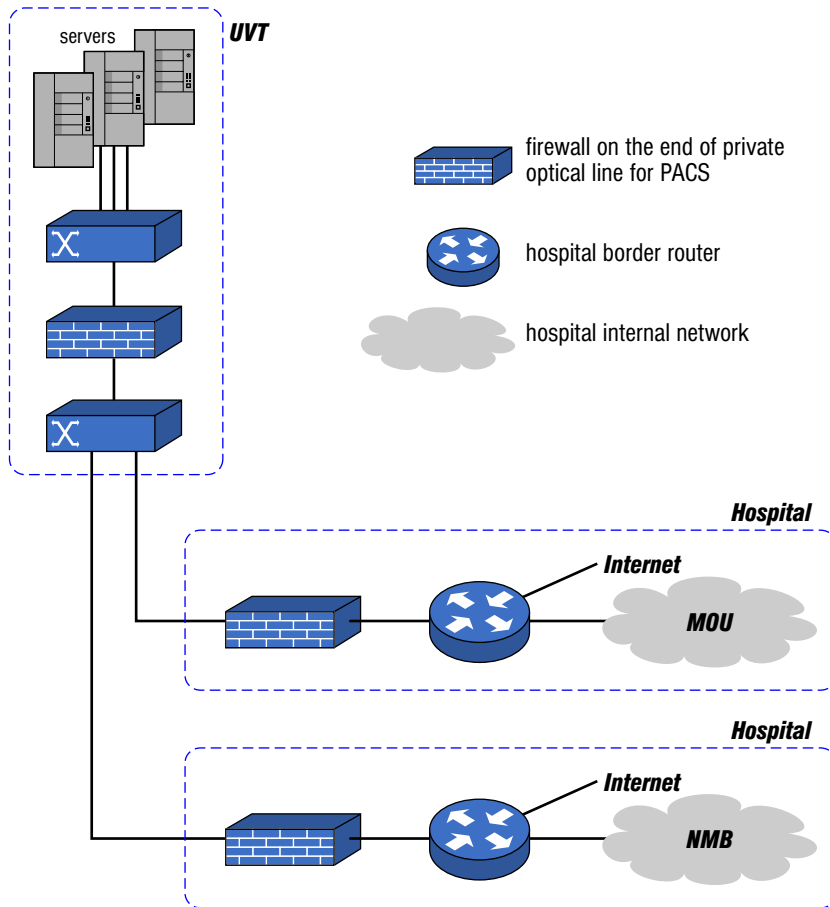 servers
UVT
firewall on the end of private
optical line for PACS
hospital border router
hospital internal network
Hospital
Internet
MOU
Hospital
Internet
NMB